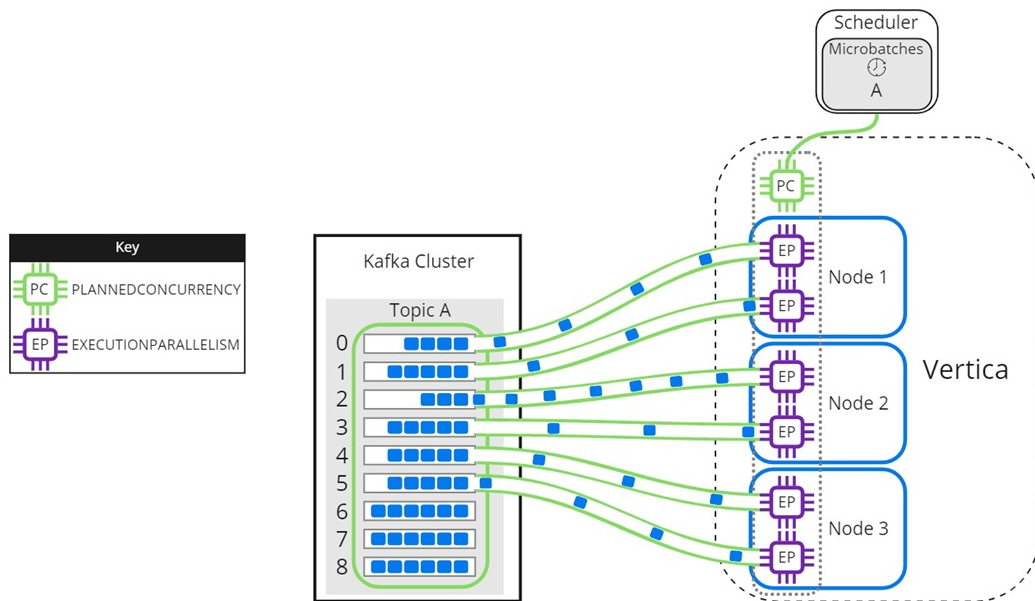 Scheduler
Microbatches
A
PC
Key
PC PLANNEDCONCURRENCY
EP EXECUTIONPARALLELISM
Kafka Cluster
Topic A
0
1
2
3
4
5
6
7
8
EP
EP
Node 1
EP
EP
Node 2
EP
EP
Node 3
Vertica